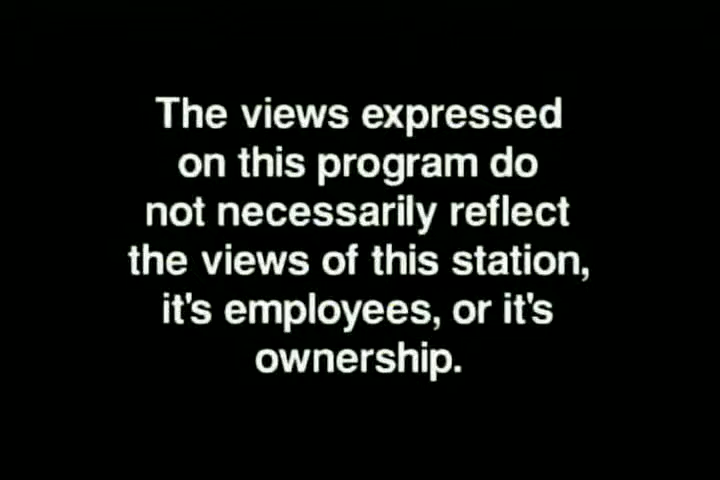 The views expressed
on this program do
not necessarily reflect
the views of this station,
it's employees, or it's
ownership.